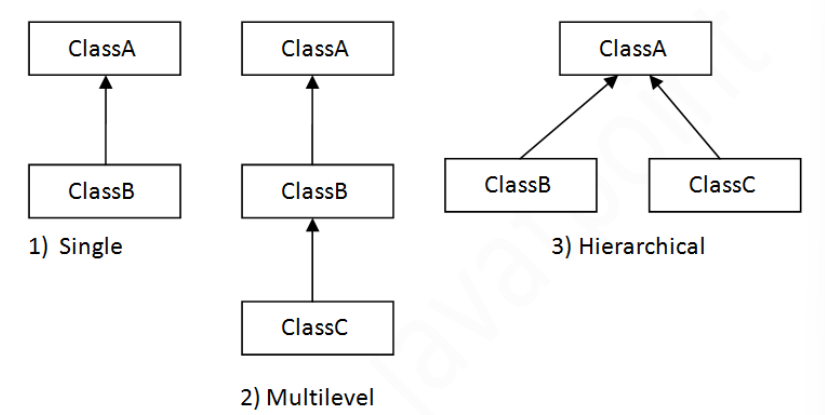 ClassA
ClassB
1) Single
ClassA
ClassB
ClassC
2) Multilevel
ClassA
ClassB
ClassC
3) Hierarchical